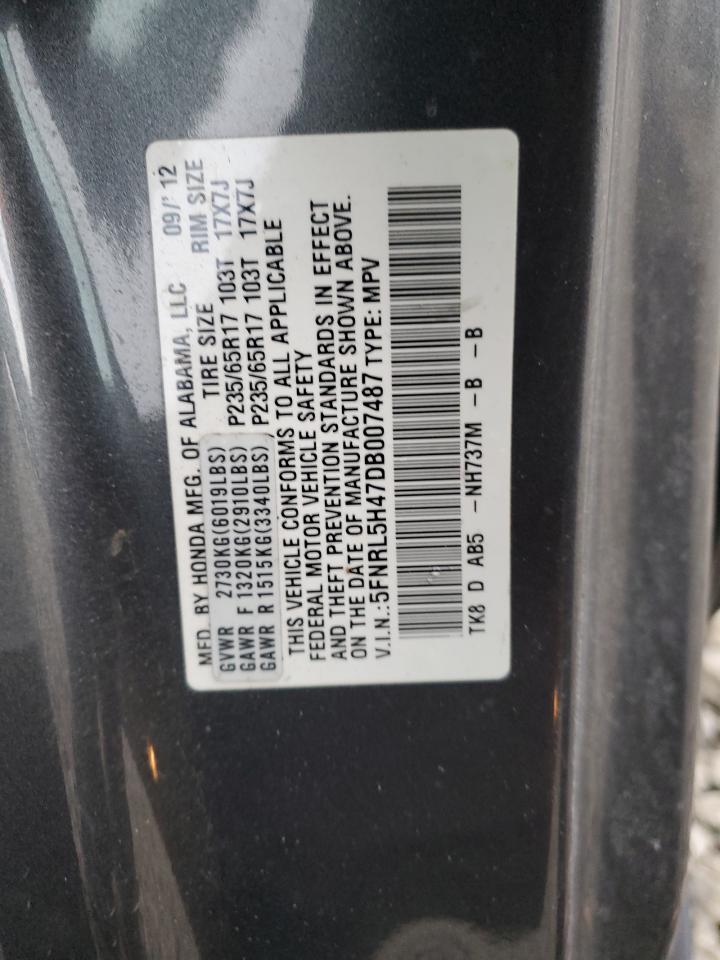 MFD. BY HONDA MFG. OF ALABAMA, LLC 09/'12
TIRE SIZE RIM SIZE
GVWR 2730KG(6019LBS)
GAWR F 1320KG(2910LBS) P235/65R17 103T 17X7J
GAWR R 1515KG(3340LBS) P235/65R17 103T 17X7J
THIS VEHICLE CONFORMS TO ALL APPLICABLE
FEDERAL MOTOR VEHICLE SAFETY
AND THEFT PREVENTION STANDARDS IN EFFECT
ON THE DATE OF MANUFACTURE SHOWN ABOVE.
V.I.N.:5FNRL5H47DB007487 TYPE: MPV
TK8 D AB5 -NH737M -B -B